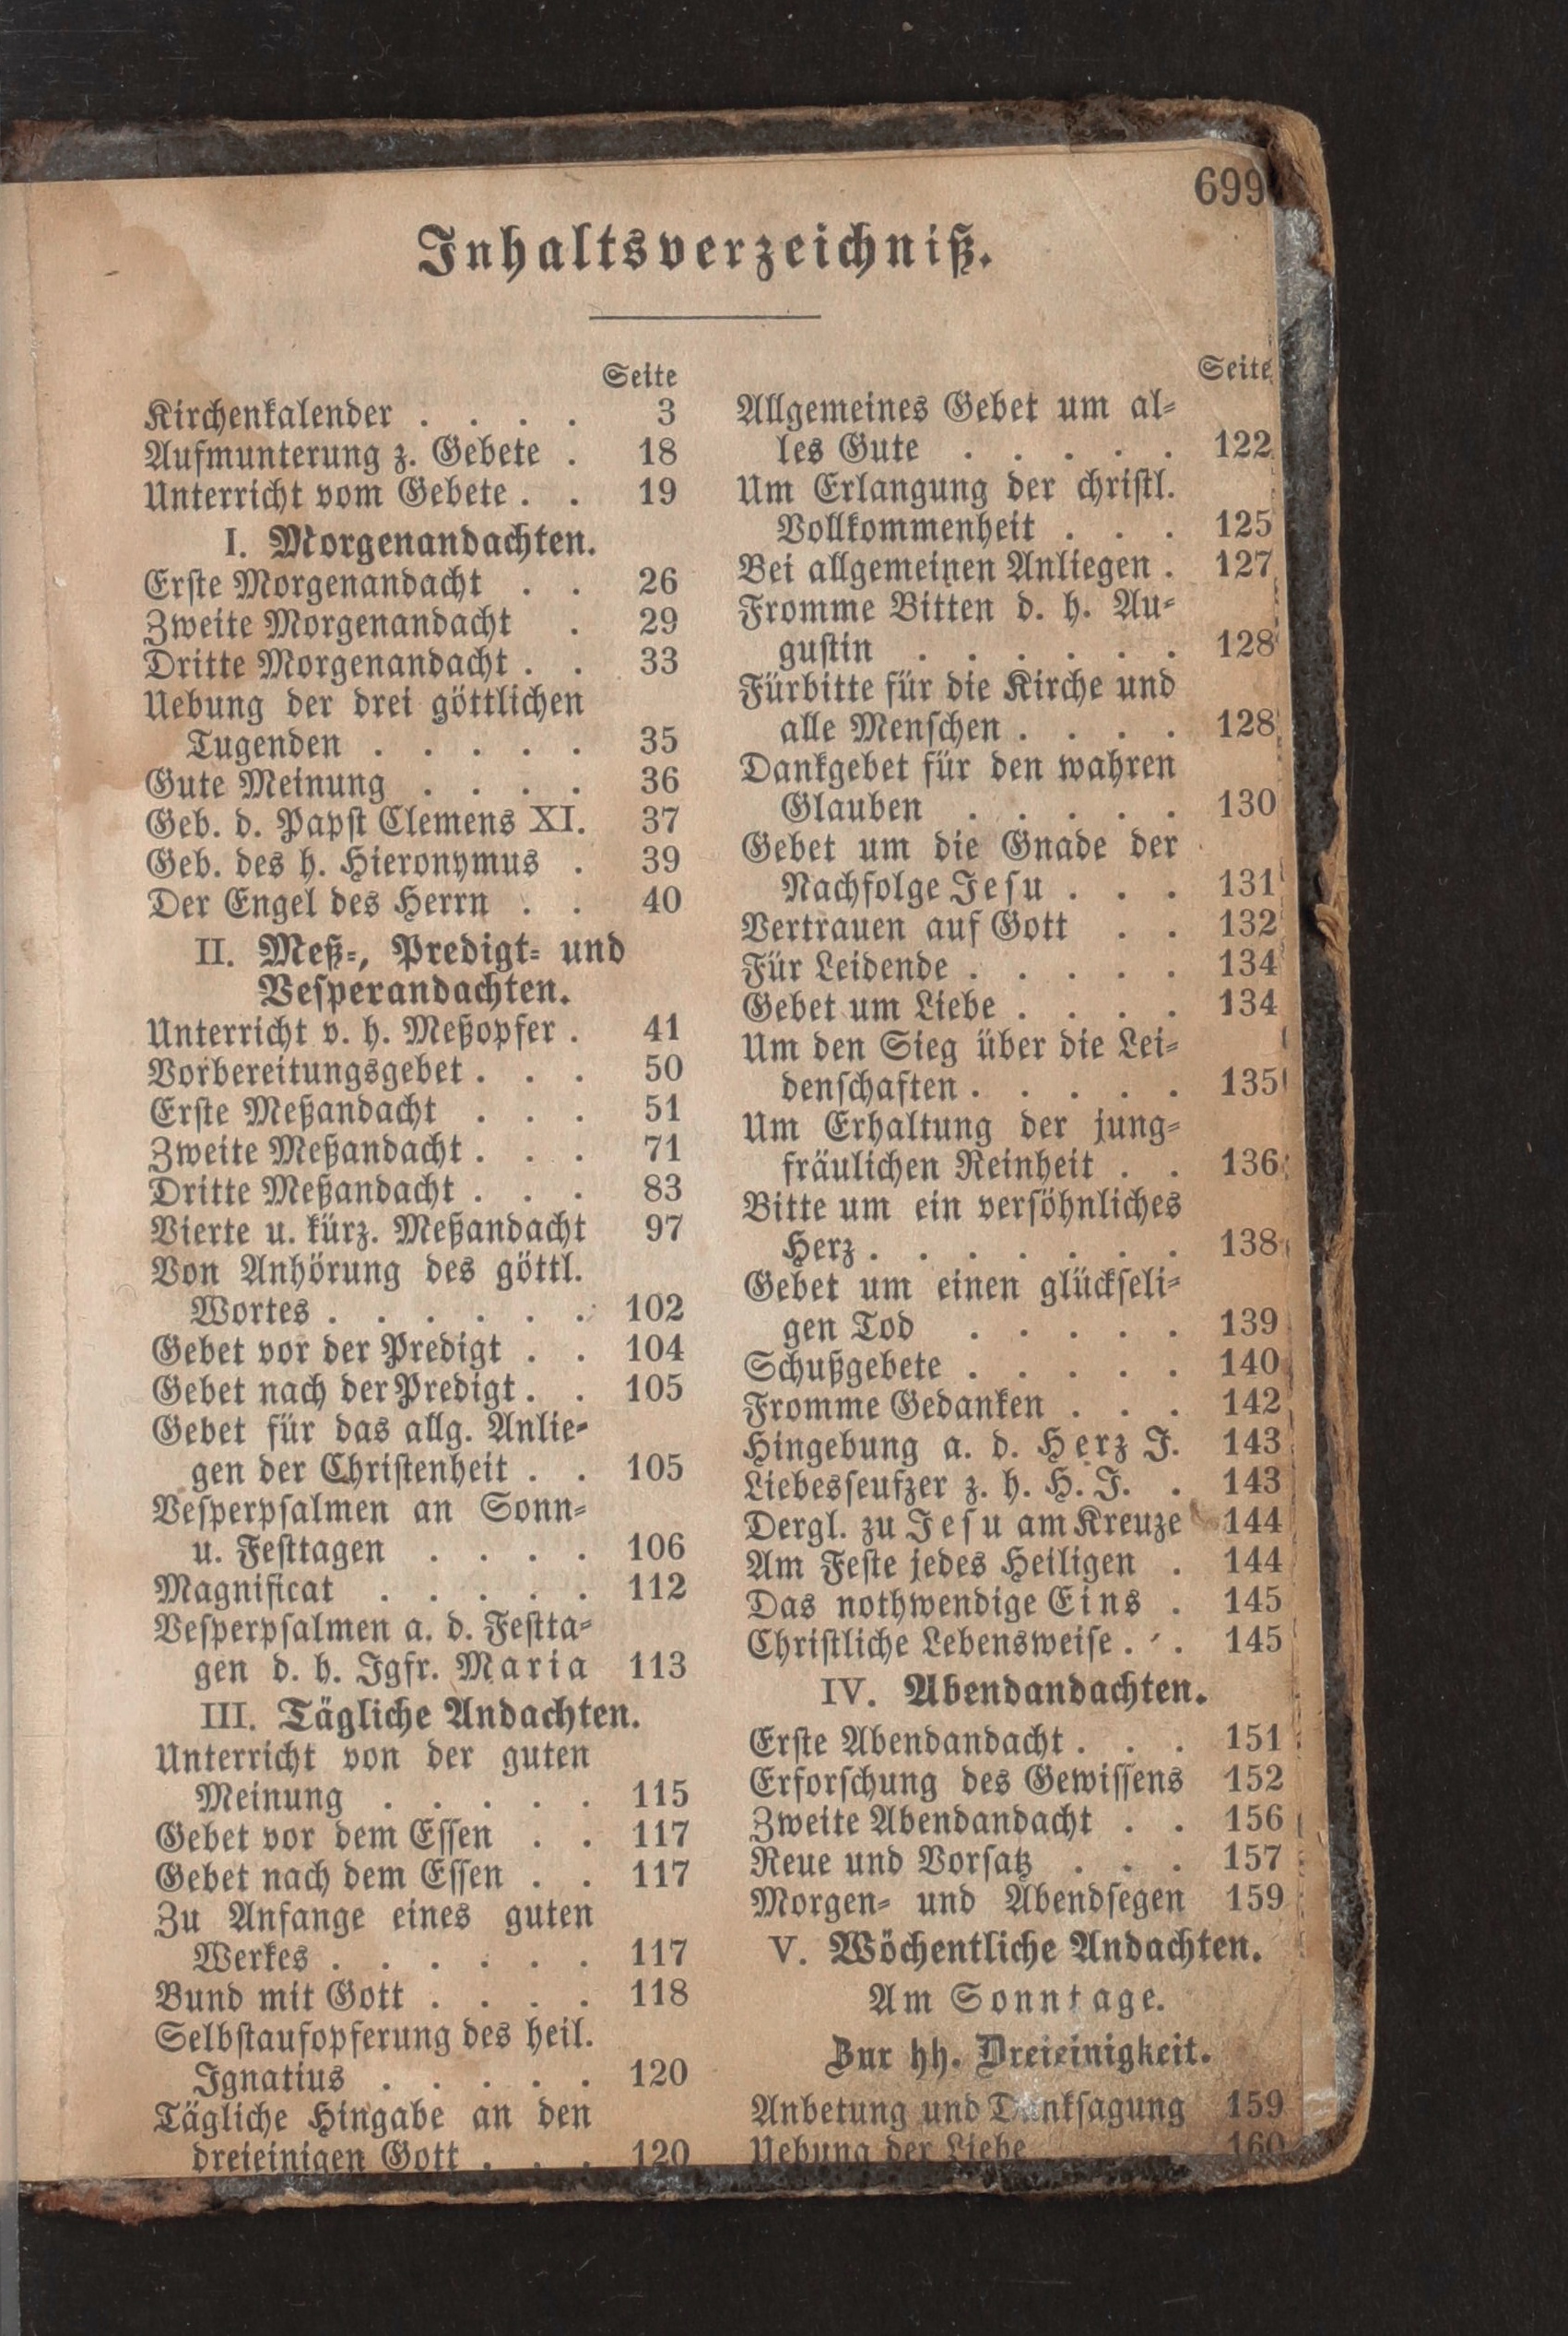 699
Inhaltsverzeichniß.
Seite
Kirchenkalender . . . . 3
Aufmunterung z. Gebete . 18
Unterricht vom Gebete . . 19
I. Morgenandachten.
Erste Morgenandacht . . 26
Zweite Morgenandacht . 29
Dritte Morgenandacht . . 33
Uebung der drei göttlichen
Tugenden . . . . . 35
Gute Meinung . . . . 36
Geb. d. Papst Clemens XI. 37
Geb. des h. Hieronymus . 39
Der Engel des Herrn . . 40
II. Meß-, Predigt- und
Vesperandachten.
Unterricht v. h. Meßopfer . 41
Vorbereitungsgebet . . . 50
Erste Meßandacht . . . 51
Zweite Meßandacht . . . 71
Dritte Meßandacht . . . 83
Vierte u. kürz. Meßandacht 97
Von Anhörung des göttl.
Wortes . . . . . . 102
Gebet vor der Predigt . . 104
Gebet nach der Predigt . . 105
Gebet für das allg. Anlie-
gen der Christenheit . . 105
Vesperpsalmen an Sonn-
u. Festtagen . . . . 106
Magnificat . . . . . 112
Vesperpsalmen a. d. Festta-
gen d. h. Jgfr. Maria 113
III. Tägliche Andachten.
Unterricht von der guten
Meinung . . . . . 115
Gebet vor dem Essen . . 117
Gebet nach dem Essen . . 117
Zu Anfange eines guten
Werkes . . . . . . 117
Bund mit Gott . . . . 118
Selbstaufopferung des heil.
Ignatius . . . . . 120
Tägliche Hingabe an den
dreieinigen Gott . . . 120
Seite
Allgemeines Gebet um al-
les Gute . . . . . 122
Um Erlangung der christl.
Vollkommenheit . . . 125
Bei allgemeinen Anliegen . 127
Fromme Bitten d. h. Au-
gustin . . . . . . 128
Fürbitte für die Kirche und
alle Menschen . . . . 128
Dankgebet für den wahren
Glauben . . . . . 130
Gebet um die Gnade der
Nachfolge Jesu . . . 131
Vertrauen auf Gott . . 132
Für Leidende . . . . . 134
Gebet um Liebe . . . . 134
Um den Sieg über die Lei-
denschaften . . . . . 135
Um Erhaltung der jung-
fräulichen Reinheit . . 136
Bitte um ein versöhnliches
Herz . . . . . . . 138
Gebet um einen glückseli-
gen Tod . . . . . 139
Schußgebete . . . . . 140
Fromme Gedanken . . . 142
Hingebung a. d. Herz J. 143
Liebesseufzer z. h. H. J. . 143
Dergl. zu Jesu am Kreuze 144
Am Feste jedes Heiligen . 144
Das nothwendige Eins . 145
Christliche Lebensweise . . 145
IV. Abendandachten.
Erste Abendandacht . . . 151
Erforschung des Gewissens 152
Zweite Abendandacht . . 156
Reue und Vorsatz . . . 157
Morgen- und Abendsegen 159
V. Wöchentliche Andachten.
Am Sonntage.
Zur hh. Dreieinigkeit.
Anbetung und Danksagung 159
Uebung der Liebe 160